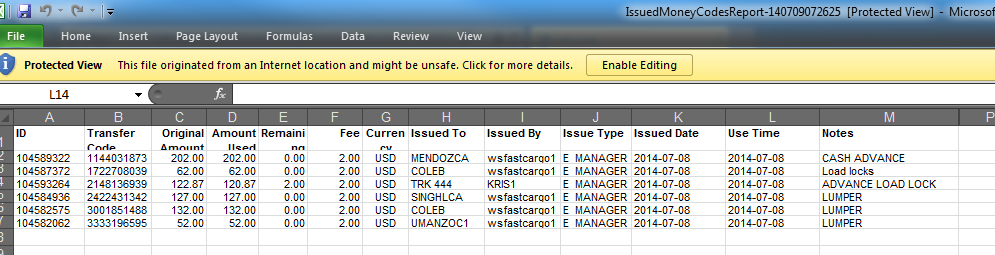 IssuedMoneyCodesReport-140709072625 [Protected View] - Microsof
File Home Insert Page Layout Formulas Data Review View
Protected View This file originated from an Internet location and might be unsafe. Click for more details. Enable Editing
L14 fx
A B C D E F G H I J K L M P
1 ID Transfer Code Original Amount Amount Used Remaini ng Fee Curren cy Issued To Issued By Issue Type Issued Date Use Time Notes
2 104589322 1144031873 202.00 202.00 0.00 2.00 USD MENDOZCA wsfastcargo1 E_MANAGER 2014-07-08 2014-07-08 CASH ADVANCE
3 104587372 1722708039 62.00 62.00 0.00 2.00 USD COLEB wsfastcargo1 E_MANAGER 2014-07-08 2014-07-08 Load locks
4 104593264 2148136939 122.87 120.87 0.00 2.00 USD TRK 444 KRIS1 E_MANAGER 2014-07-08 2014-07-08 ADVANCE LOAD LOCK
5 104584936 2422431342 127.00 127.00 0.00 2.00 USD SINGHLCA wsfastcargo1 E_MANAGER 2014-07-08 2014-07-08 LUMPER
6 104582575 3001851488 132.00 132.00 0.00 2.00 USD COLEB wsfastcargo1 E_MANAGER 2014-07-08 2014-07-08 LUMPER
7 104582062 3333196595 52.00 52.00 0.00 2.00 USD UMANZOC1 wsfastcargo1 E_MANAGER 2014-07-08 2014-07-08 LUMPER
8